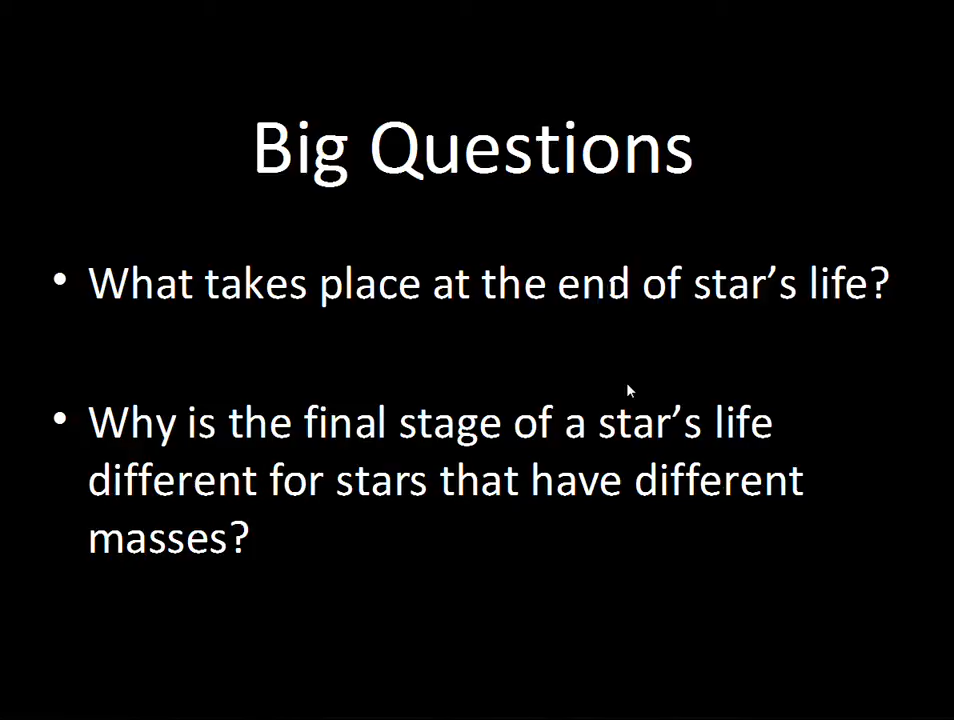 Big Questions
• What takes place at the end of star’s life?
• Why is the final stage of a star’s life
different for stars that have different
masses?